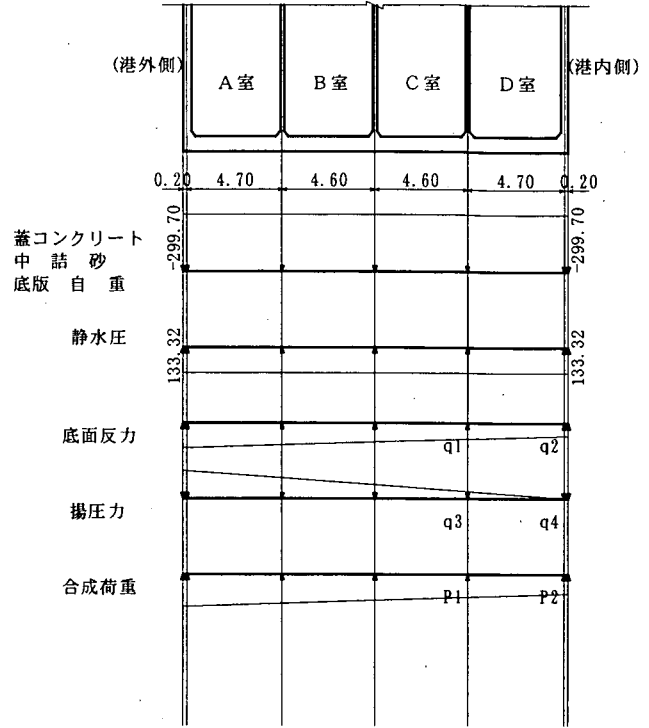 (港外側)
A室
B室
C室
D室
(港内側)
0.20
4.70
4.60
4.60
4.70
0.20
-299.70
-299.70
蓋コンクリート
中詰砂
底版自重
静水圧
133.32
133.32
底面反力
q1
q2
揚圧力
q3
q4
合成荷重
P1
P2